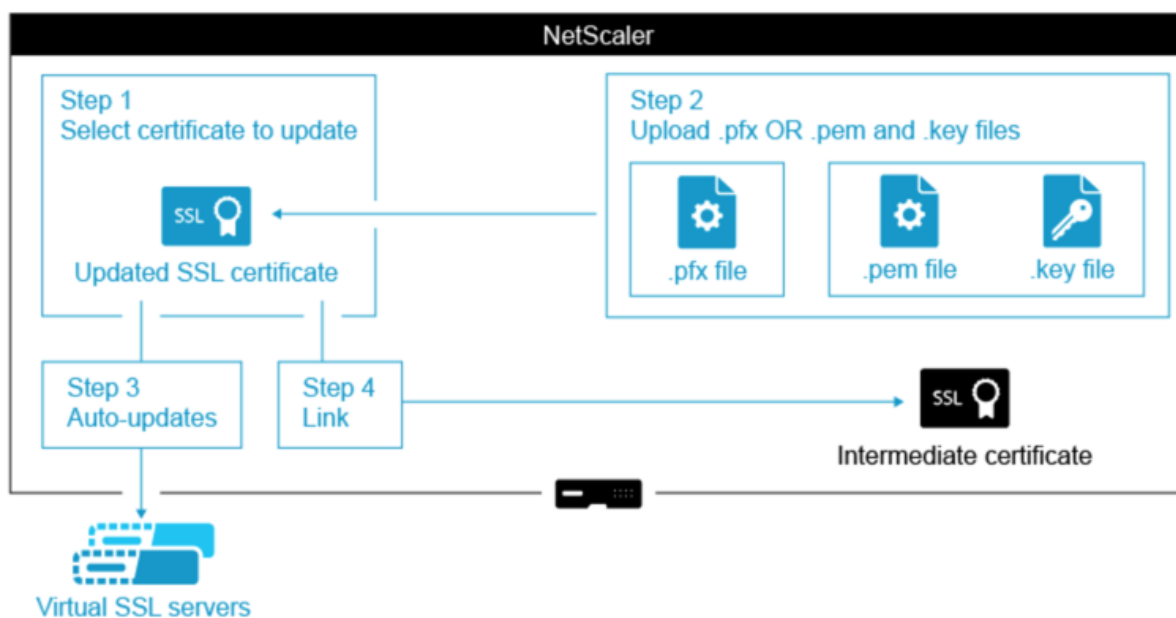 NetScaler
Step 1
Select certificate to update
SSL
Updated SSL certificate
Step 2
Upload .pfx OR .pem and .key files
.pfx file
.pem file
.key file
Step 3
Auto-updates
Step 4
Link
SSL
Intermediate certificate
Virtual SSL servers